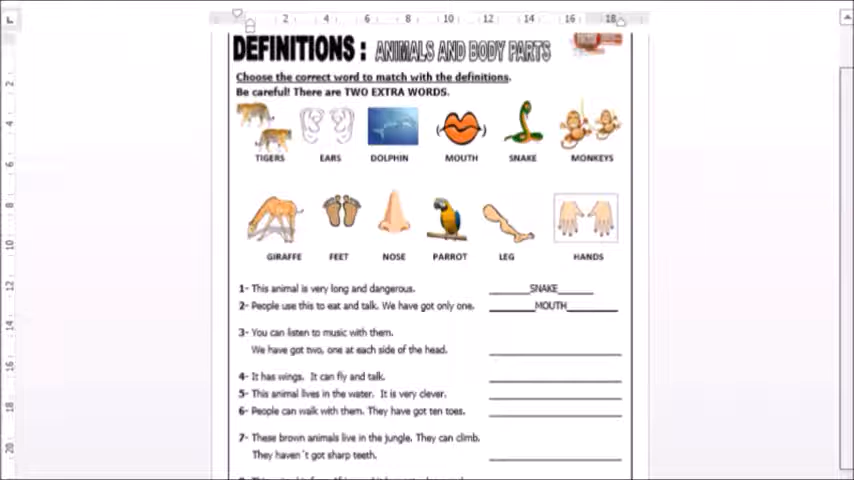 2 4 6 8 10 12 14 16 18
DEFINITIONS : ANIMALS AND BODY PARTS
Choose the correct word to match with the definitions.
Be careful! There are TWO EXTRA WORDS.
TIGERS EARS DOLPHIN MOUTH SNAKE MONKEYS
GIRAFFE FEET NOSE PARROT LEG HANDS
1- This animal is very long and dangerous. ________SNAKE_______
2- People use this to eat and talk. We have got only one. _________MOUTH__________
3- You can listen to music with them.
We have got two, one at each side of the head. __________________________
4- It has wings. It can fly and talk. __________________________
5- This animal lives in the water. It is very clever. __________________________
6- People can walk with them. They have got ten toes. __________________________
7- These brown animals live in the jungle. They can climb.
They haven´t got sharp teeth. __________________________
2
4
6
8
10
12
14
16
18
20